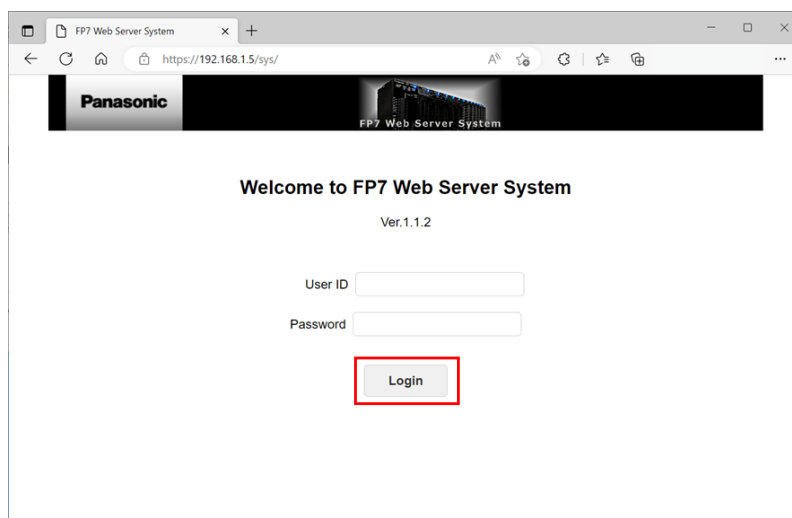 FP7 Web Server System
https://192.168.1.5/sys/
Panasonic
FP7 Web Server System
Welcome to FP7 Web Server System
Ver.1.1.2
User ID
Password
Login